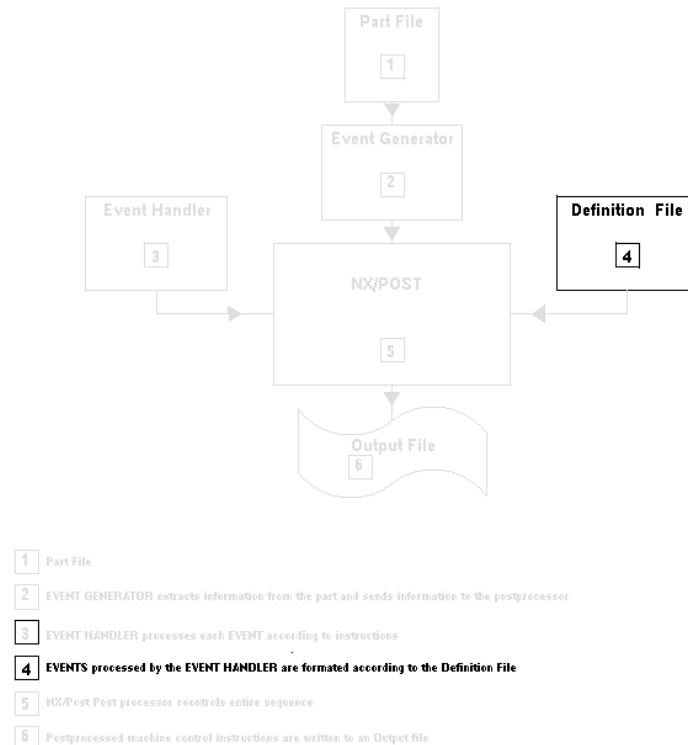 Part File
1
Event Generator
2
Event Handler
3
Definition File
4
NX/POST
5
Output File
6
1 Part File
2 EVENT GENERATOR extracts information from the part and sends information to the postprocessor
3 EVENT HANDLER processes each EVENT according to instructions
4 EVENTS processed by the EVENT HANDLER are formated according to the Definition File
5 NX/Post Post processor coontrols entire sequence
6 Postprocessed machine control instructions are written to an Output file